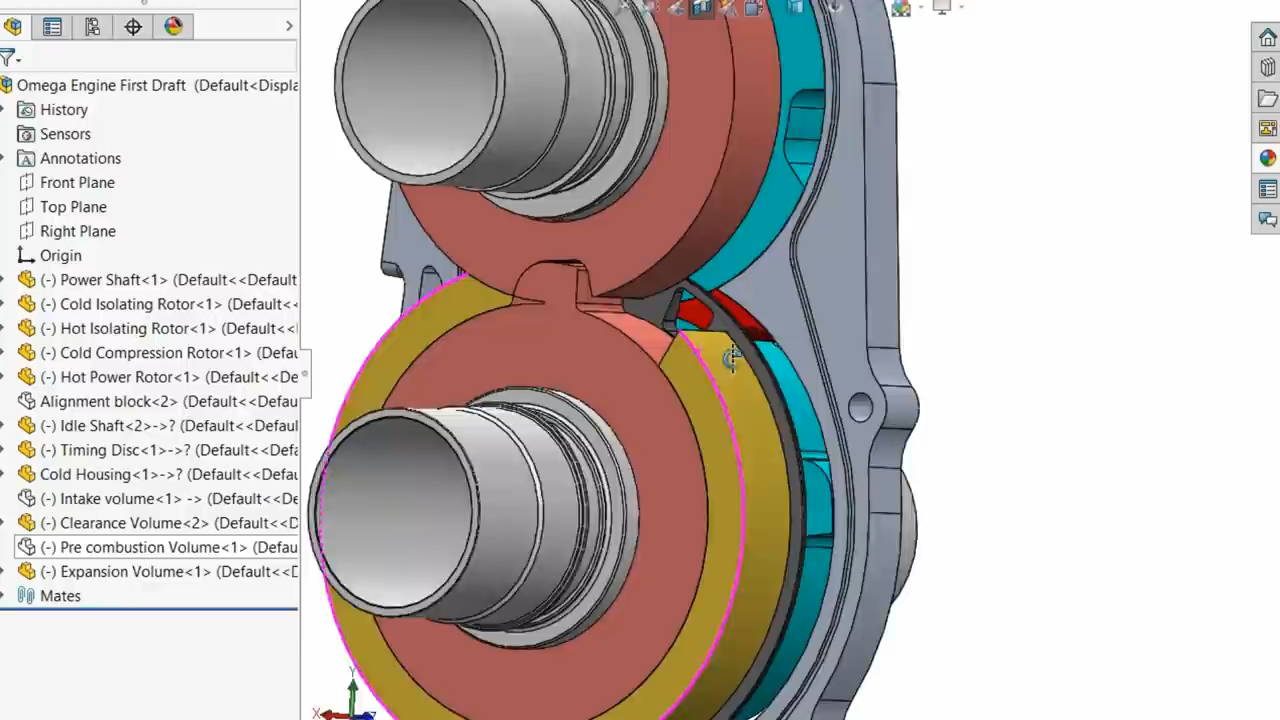 Omega Engine First Draft (Default<Displa
History
Sensors
Annotations
Front Plane
Top Plane
Right Plane
Origin
(-) Power Shaft<1> (Default<<Default
(-) Cold Isolating Rotor<1> (Default<
(-) Hot Isolating Rotor<1> (Default<<
(-) Cold Compression Rotor<1> (Defau
(-) Hot Power Rotor<1> (Default<<De
Alignment block<2> (Default<<Default
(-) Idle Shaft<2>->? (Default<<Default
(-) Timing Disc<1>->? (Default<<Defa
Cold Housing<1>->? (Default<<Default
(-) Intake volume<1> -> (Default<<De
(-) Clearance Volume<2> (Default<<D
(-) Pre combustion Volume<1> (Defau
(-) Expansion Volume<1> (Default<<D
Mates
Y
X